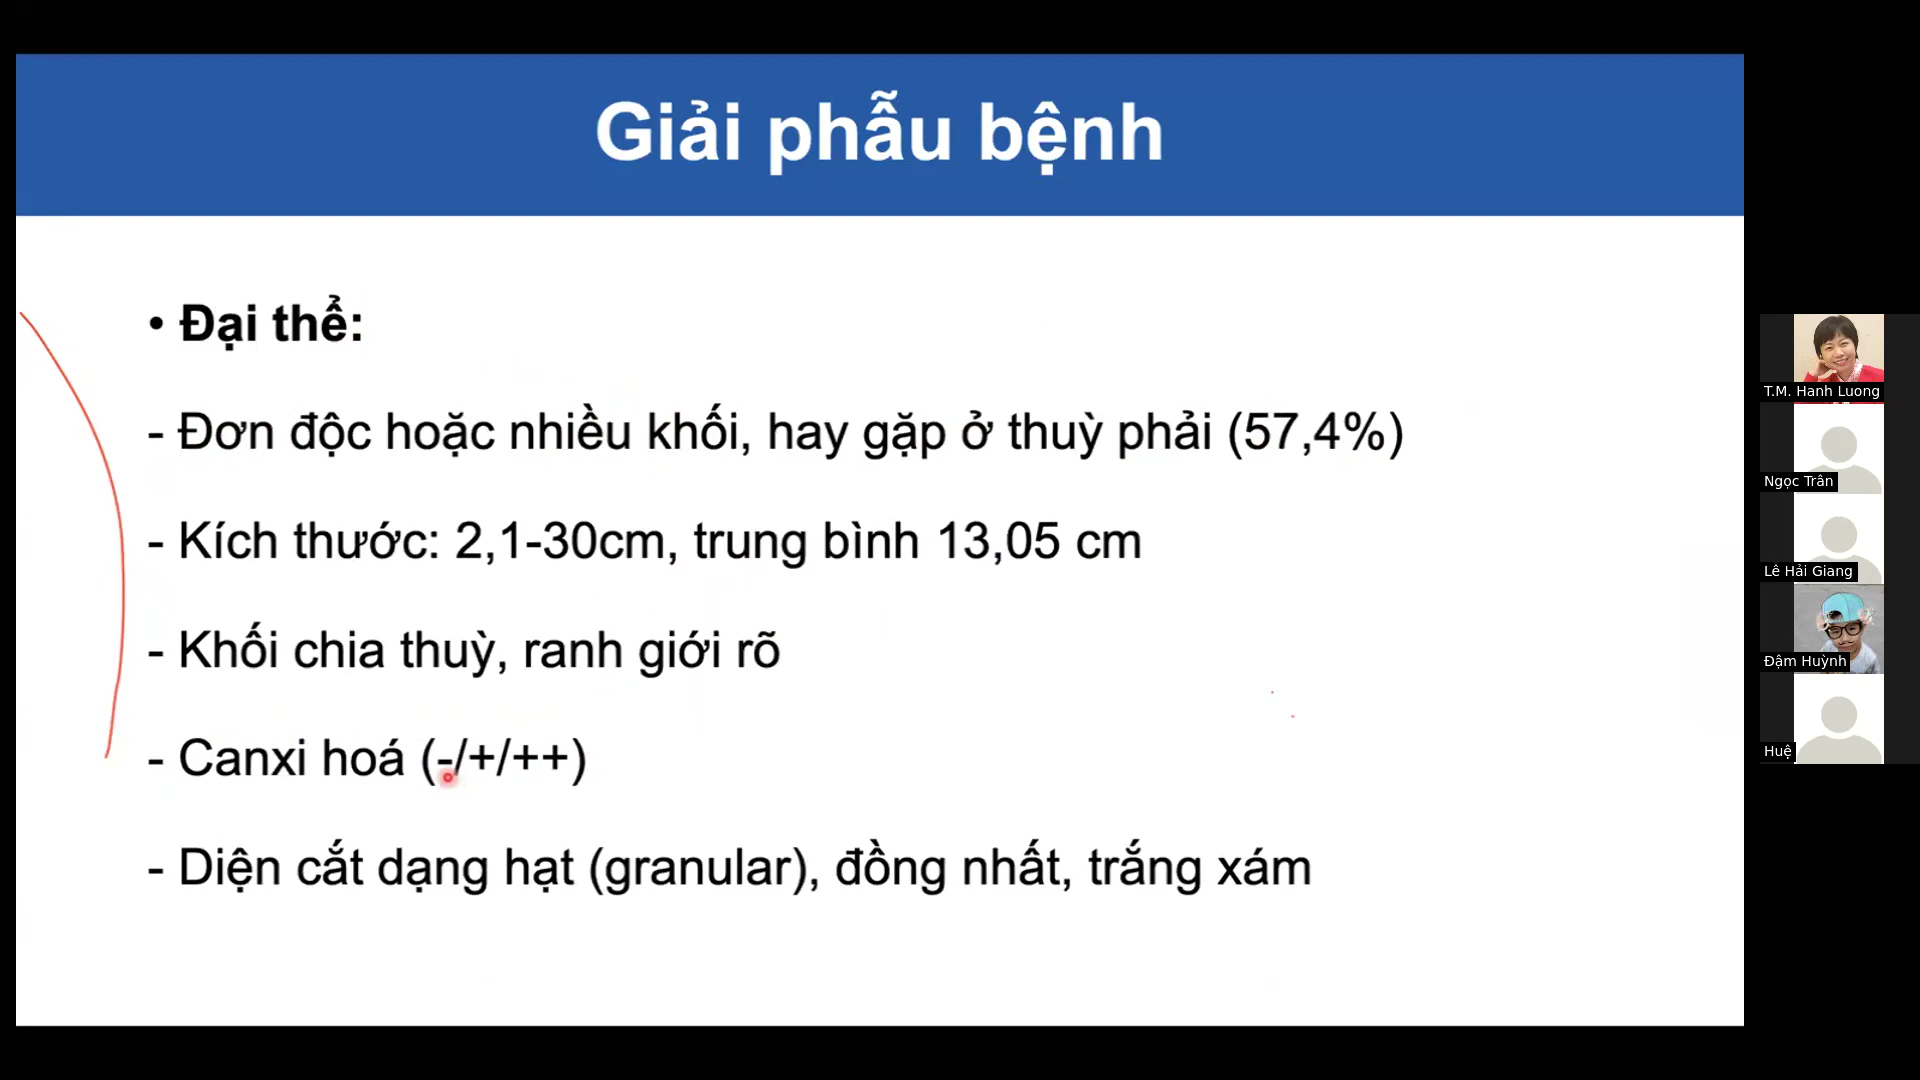 Giải phẫu bệnh
• Đại thể:
- Đơn độc hoặc nhiều khối, hay gặp ở thuỳ phải (57,4%)
- Kích thước: 2,1-30cm, trung bình 13,05 cm
- Khối chia thuỳ, ranh giới rõ
- Canxi hoá (-/+/++)
- Diện cắt dạng hạt (granular), đồng nhất, trắng xám
T.M. Hanh Luong
Ngọc Trân
Lê Hải Giang
Đậm Huỳnh
Huệ